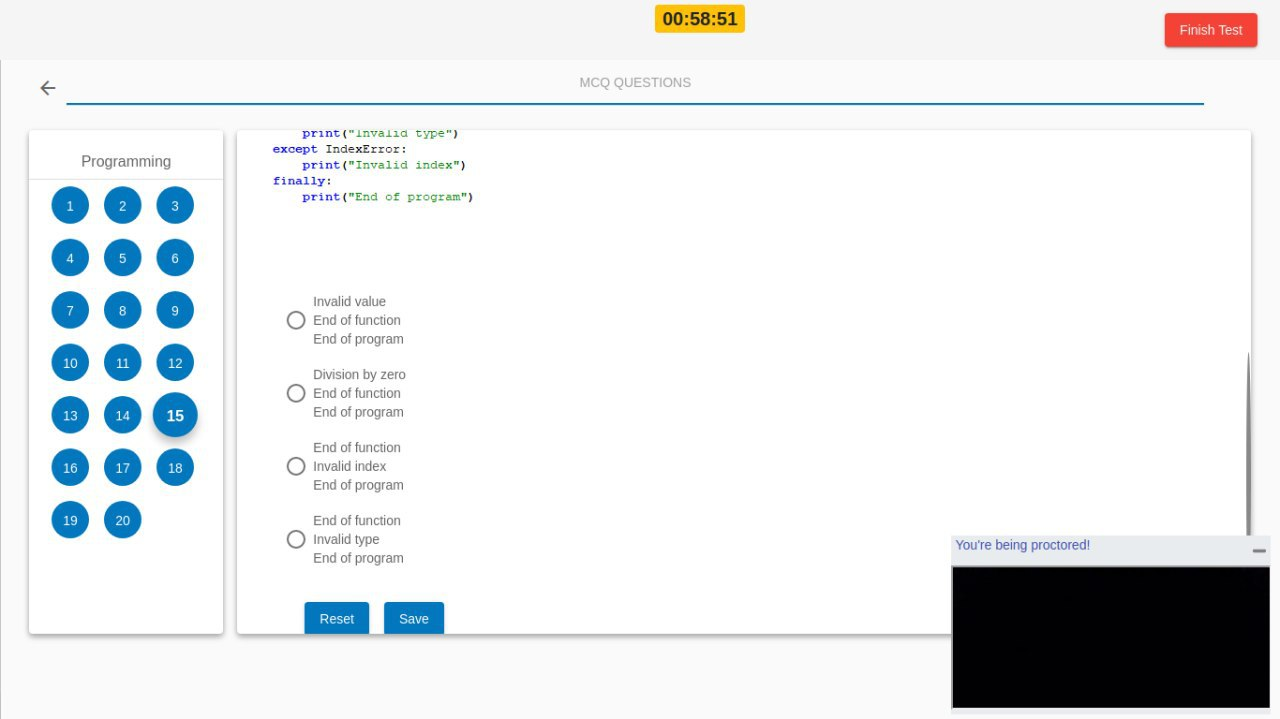 00:58:51
Finish Test
MCQ QUESTIONS
Programming
1 2 3
4 5 6
7 8 9
10 11 12
13 14 15
16 17 18
19 20
print("Invalid type")
except IndexError:
print("Invalid index")
finally:
print("End of program")
Invalid value
End of function
End of program
Division by zero
End of function
End of program
End of function
Invalid index
End of program
End of function
Invalid type
End of program
Reset Save
You're being proctored!